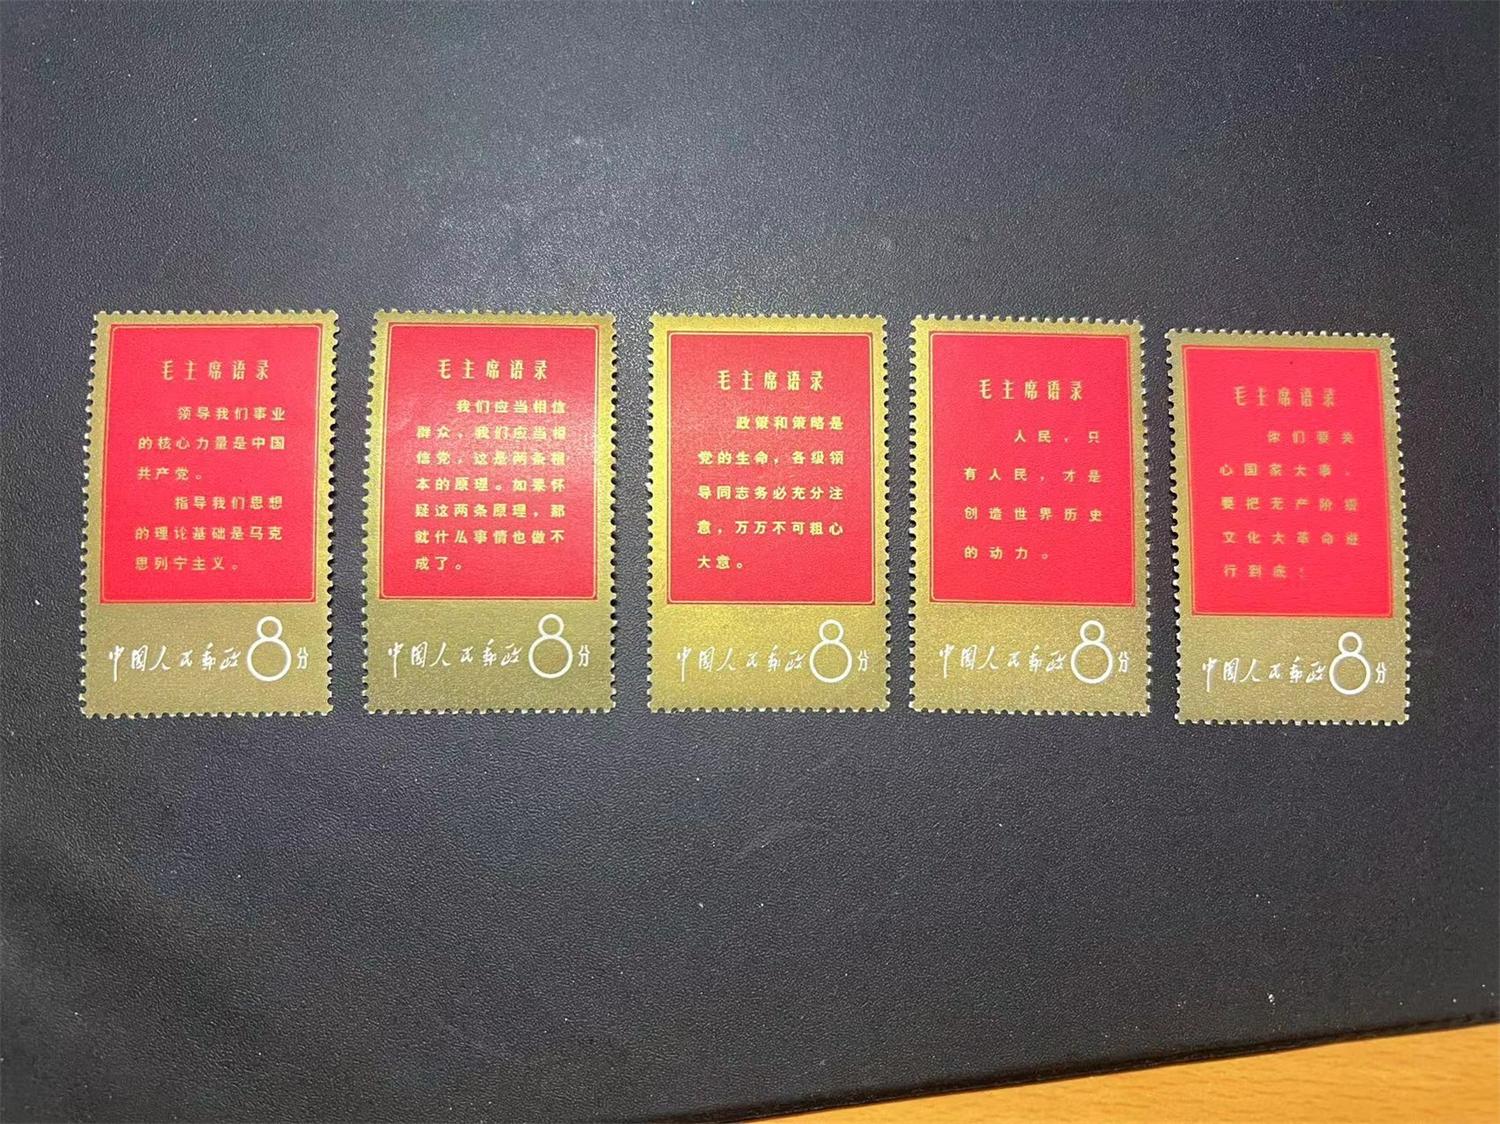 毛主席语录
领导我们事业
的核心力量是中国
共产党。
指导我们思想
的理论基础是马克
思列宁主义。
中国人民邮政8分
毛主席语录
我们应当相信
群众，我们应当相
信党，这是两条根
本的原理。如果怀
疑这两条原理，那
就什么事情也做不
成了。
中国人民邮政8分
毛主席语录
政策和策略是
党的生命，各级领
导同志务必充分注
意，万万不可粗心
大意。
中国人民邮政8分
毛主席语录
人民，只
有人民，才是
创造世界历史
的动力。
中国人民邮政8分
毛主席语录
你们要关
心国家大事，
要把无产阶级
文化大革命进
行到底！
中国人民邮政8分